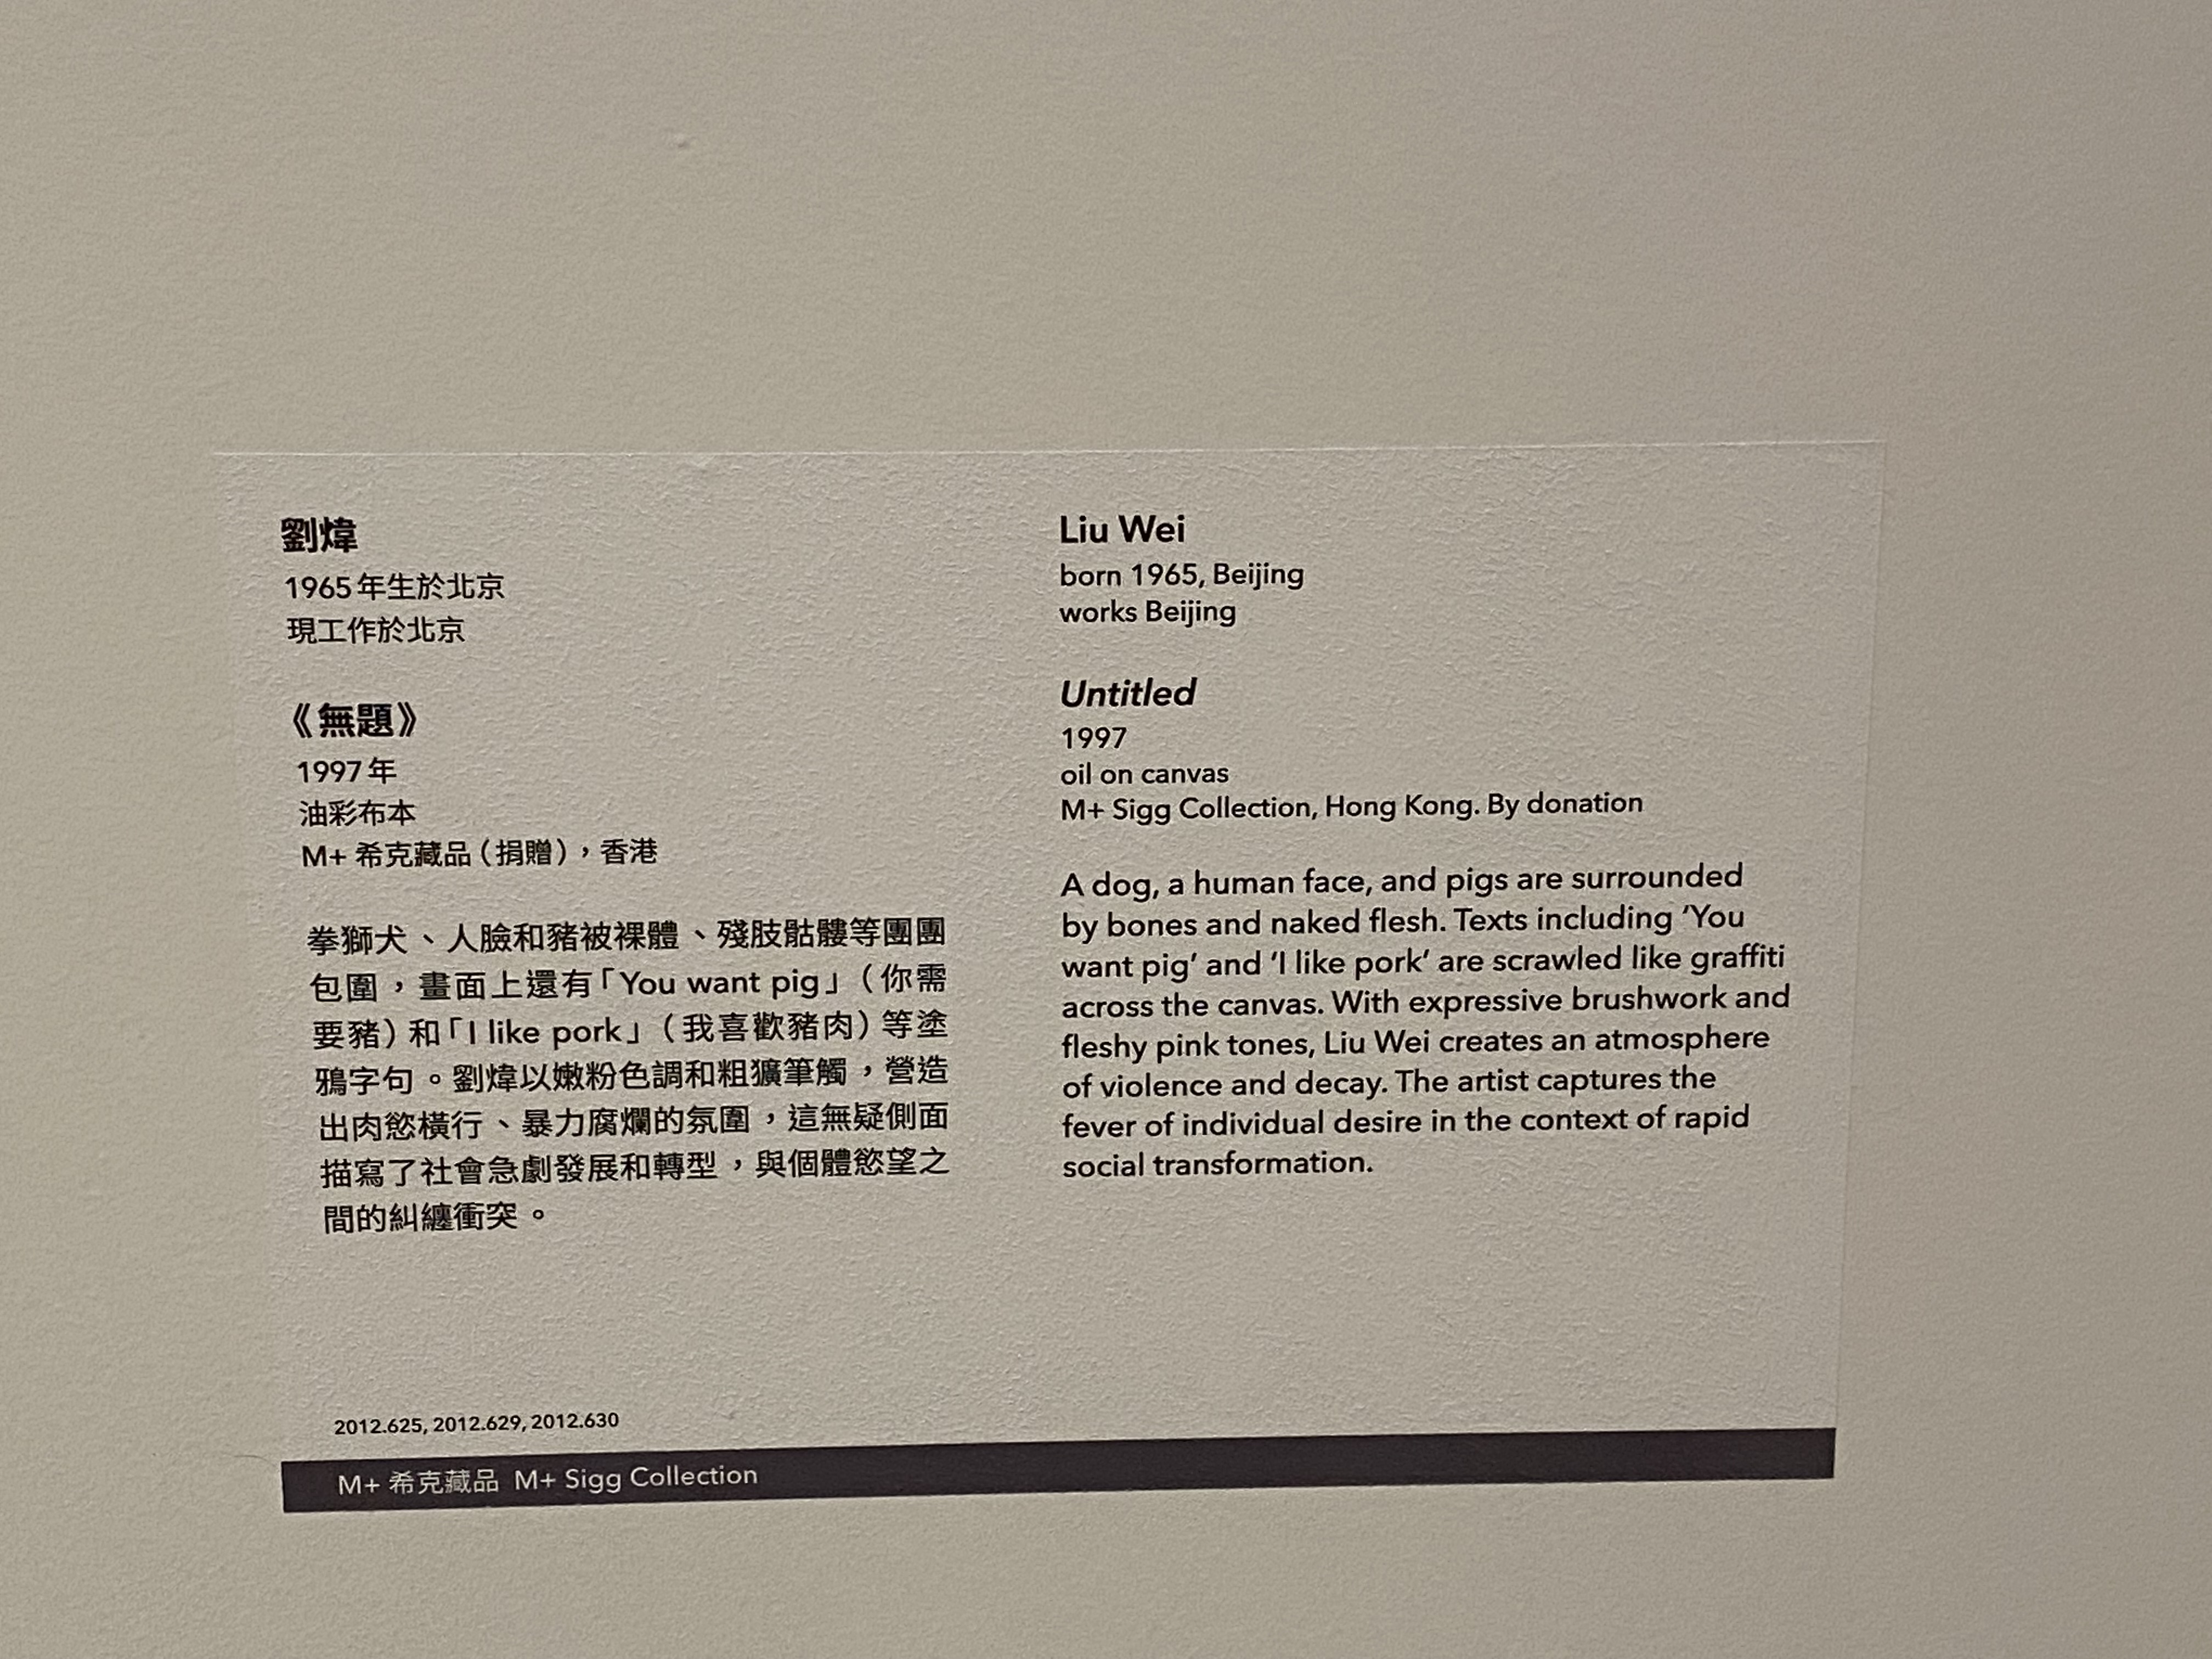 劉煒
1965年生於北京
現工作於北京
《無題》
1997年
油彩布本
M+ 希克藏品（捐贈），香港
拳獅犬、人臉和豬被裸體、殘肢骷髏等團團
包圍，畫面上還有「You want pig」（你需
要豬）和「I like pork」（我喜歡豬肉）等塗
鴉字句。劉煒以嫩粉色調和粗獷筆觸，營造
出肉慾橫行、暴力腐爛的氛圍，這無疑側面
描寫了社會急劇發展和轉型，與個體慾望之
間的糾纏衝突。
Liu Wei
born 1965, Beijing
works Beijing
Untitled
1997
oil on canvas
M+ Sigg Collection, Hong Kong. By donation
A dog, a human face, and pigs are surrounded
by bones and naked flesh. Texts including ‘You
want pig’ and ‘I like pork‘ are scrawled like graffiti
across the canvas. With expressive brushwork and
fleshy pink tones, Liu Wei creates an atmosphere
of violence and decay. The artist captures the
fever of individual desire in the context of rapid
social transformation.
2012.625, 2012.629, 2012.630
M+ 希克藏品 M+ Sigg Collection